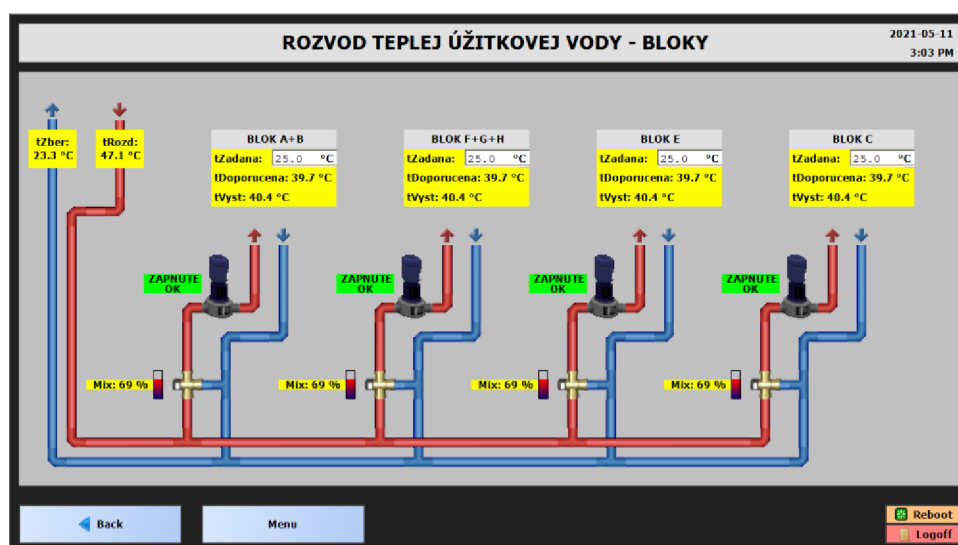 ROZVOD TEPLEJ ÚŽITKOVEJ VODY - BLOKY
2021-05-11
3:03 PM
tZber:
23.3 °C
tRozd:
47.1 °C
BLOK A+B
tZadana: 25.0 °C
tDoporucena: 39.7 °C
tVyst: 40.4 °C
BLOK F+G+H
tZadana: 25.0 °C
tDoporucena: 39.7 °C
tVyst: 40.4 °C
BLOK E
tZadana: 25.0 °C
tDoporucena: 39.7 °C
tVyst: 40.4 °C
BLOK C
tZadana: 25.0 °C
tDoporucena: 39.7 °C
tVyst: 40.4 °C
ZAPNUTE
OK
ZAPNUTE
OK
ZAPNUTE
OK
ZAPNUTE
OK
Mix: 69 %
Mix: 69 %
Mix: 69 %
Mix: 69 %
Back
Menu
Reboot
Logoff